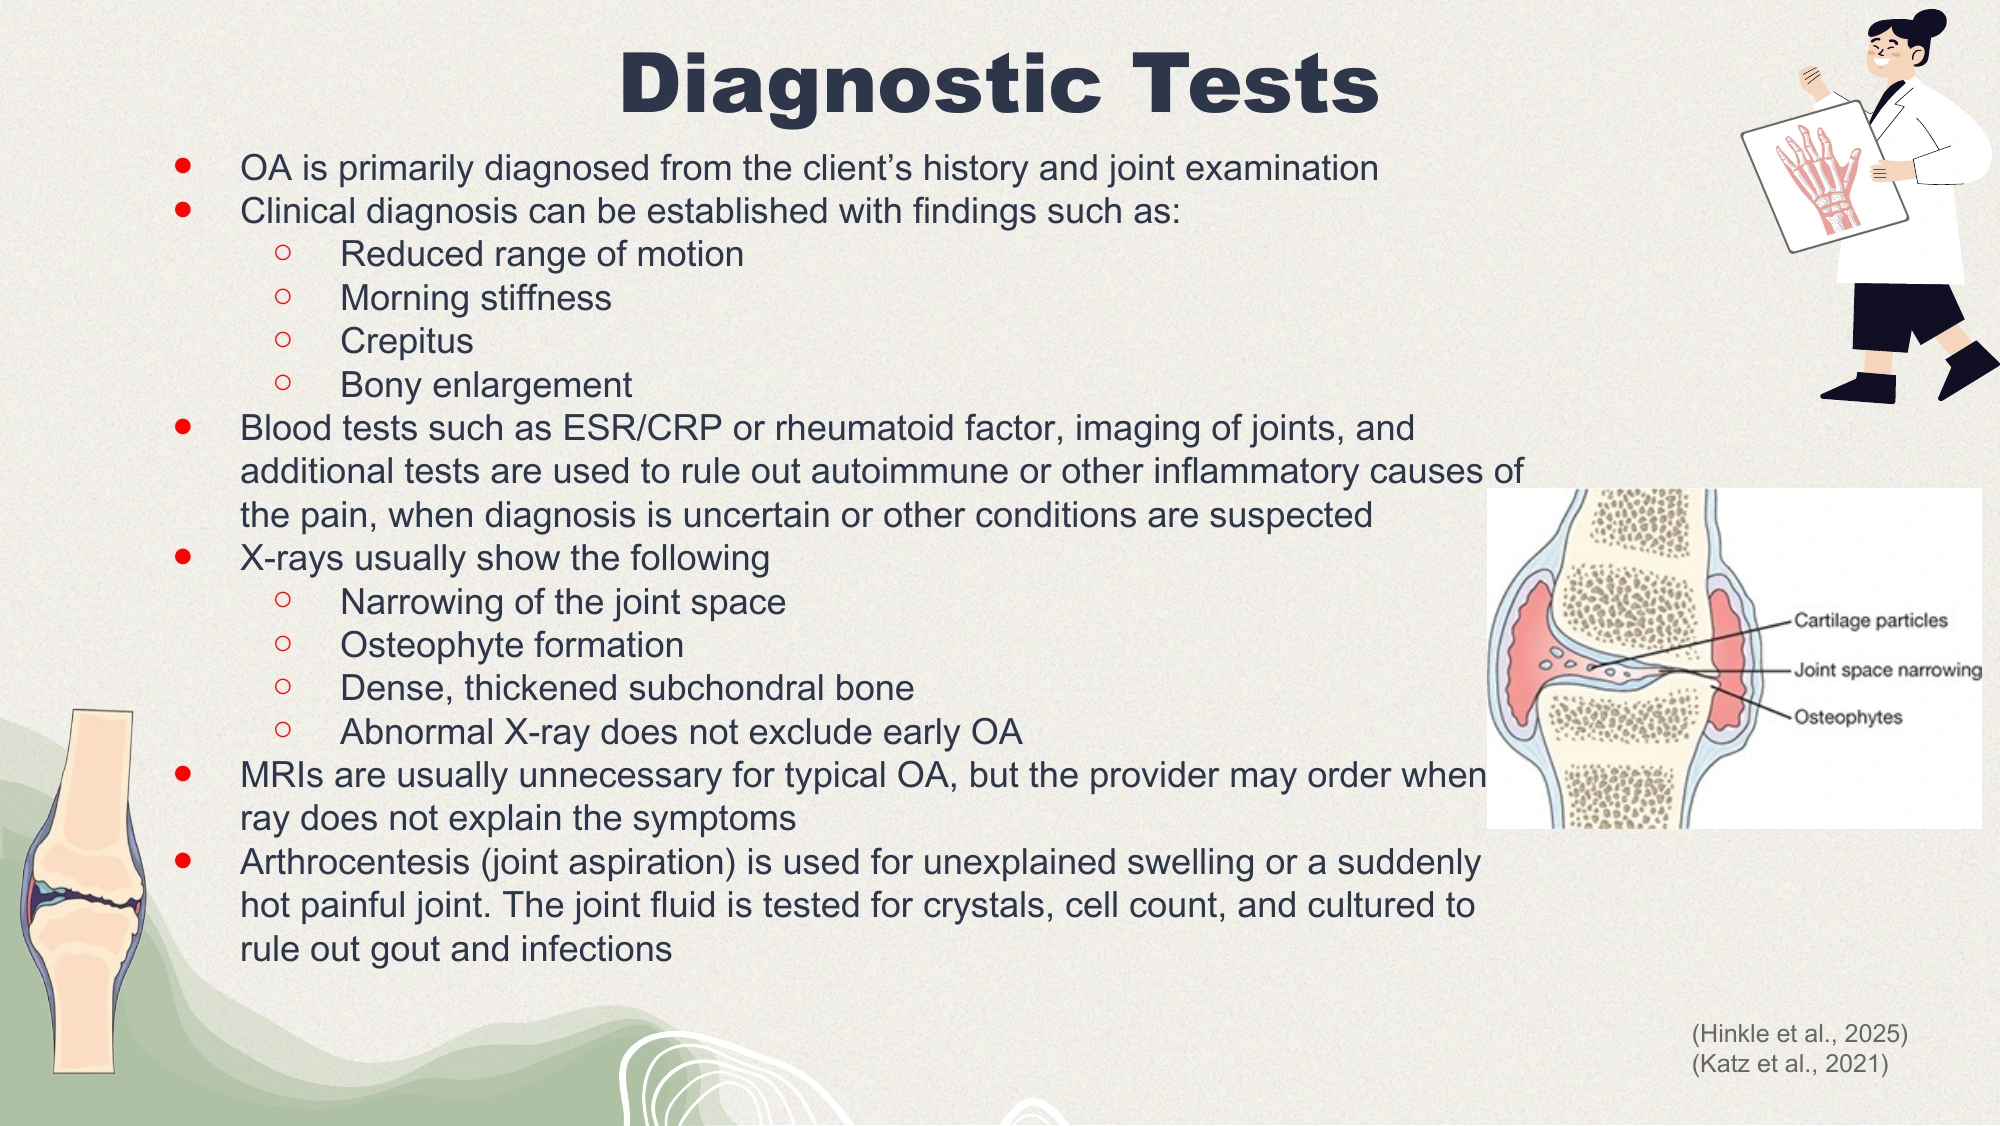 Diagnostic Tests
● OA is primarily diagnosed from the client’s history and joint examination
● Clinical diagnosis can be established with findings such as:
○ Reduced range of motion
○ Morning stiffness
○ Crepitus
○ Bony enlargement
● Blood tests such as ESR/CRP or rheumatoid factor, imaging of joints, and
additional tests are used to rule out autoimmune or other inflammatory causes of
the pain, when diagnosis is uncertain or other conditions are suspected
● X-rays usually show the following
○ Narrowing of the joint space
○ Osteophyte formation
○ Dense, thickened subchondral bone
○ Abnormal X-ray does not exclude early OA
● MRIs are usually unnecessary for typical OA, but the provider may order when
ray does not explain the symptoms
● Arthrocentesis (joint aspiration) is used for unexplained swelling or a suddenly
hot painful joint. The joint fluid is tested for crystals, cell count, and cultured to
rule out gout and infections
Cartilage particles
Joint space narrowing
Osteophytes
(Hinkle et al., 2025)
(Katz et al., 2021)